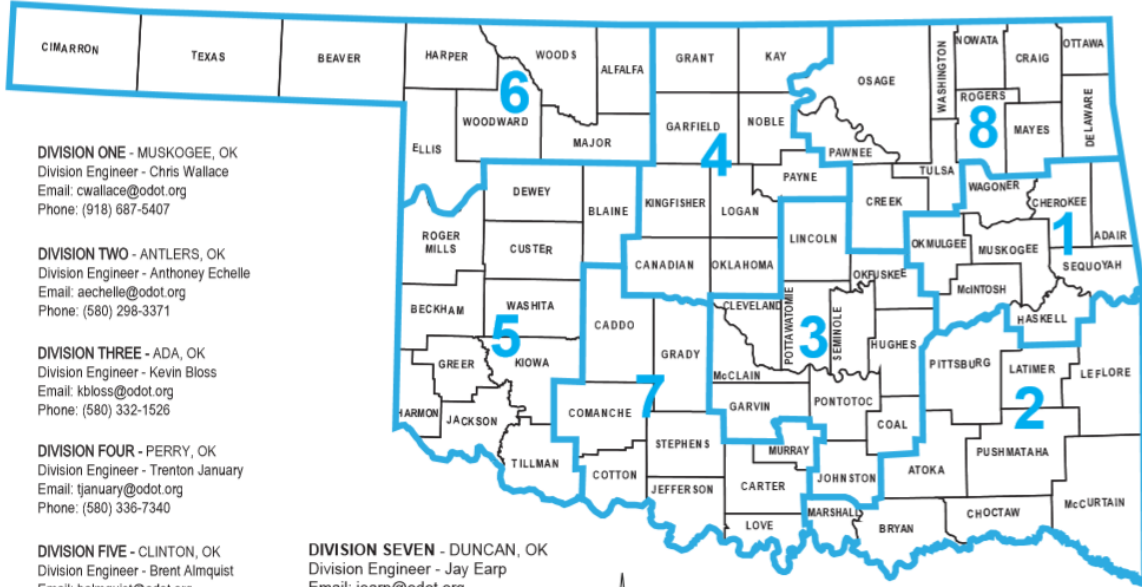 CIMARRON
TEXAS
BEAVER
HARPER
WOODS
ALFALFA
GRANT
KAY
OSAGE
WASHINGTON
NOWATA
CRAIG
OTTAWA
6
WOODWARD
ELLIS
MAJOR
GARFIELD
NOBLE
4
PAWNEE
ROGERS
8
MAYES
DELAWARE
TULSA
DEWEY
BLAINE
KINGFISHER
LOGAN
PAYNE
CREEK
WAGONER
CHEROKEE
1
ADAIR
ROGER
MILLS
CUSTER
CANADIAN
OKLAHOMA
LINCOLN
OKMULGEE
MUSKOGEE
SEQUOYAH
OKFUSKEE
McINTOSH
BECKHAM
WASHITA
5
CADDO
GRADY
CLEVELAND
POTTAWATOMIE
3
SEMINOLE
HUGHES
HASKELL
PITTSBURG
LATIMER
LEFLORE
GREER
KIOWA
7
McCLAIN
2
HARMON
JACKSON
COMANCHE
GARVIN
PONTOTOC
COAL
TILLMAN
COTTON
STEPHENS
MURRAY
JOHNSTON
ATOKA
PUSHMATAHA
JEFFERSON
CARTER
LOVE
MARSHALL
BRYAN
CHOCTAW
McCURTAIN
DIVISION ONE - MUSKOGEE, OK
Division Engineer - Chris Wallace
Email: cwallace@odot.org
Phone: (918) 687-5407
DIVISION TWO - ANTLERS, OK
Division Engineer - Anthoney Echelle
Email: aechelle@odot.org
Phone: (580) 298-3371
DIVISION THREE - ADA, OK
Division Engineer - Kevin Bloss
Email: kbloss@odot.org
Phone: (580) 332-1526
DIVISION FOUR - PERRY, OK
Division Engineer - Trenton January
Email: tjanuary@odot.org
Phone: (580) 336-7340
DIVISION FIVE - CLINTON, OK
Division Engineer - Brent Almquist
DIVISION SEVEN - DUNCAN, OK
Division Engineer - Jay Earp
Email: jearp@odot.org